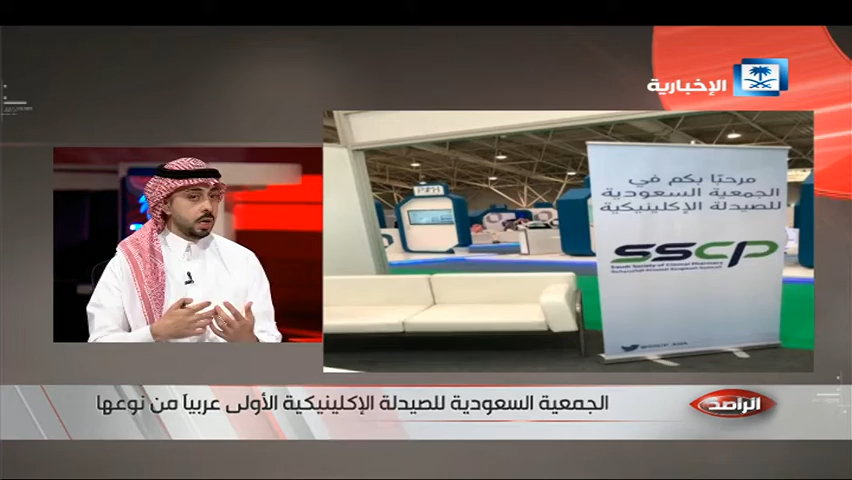 الإخبارية
مرحبًا بكم في
الجمعية السعودية
للصيدلة الإكلينيكية
SSCP
Saudi Society of Clinical Pharmacy
الجمعية السعودية للصيدلة الإكلينيكية الأولى عربياً من نوعها
الراصد